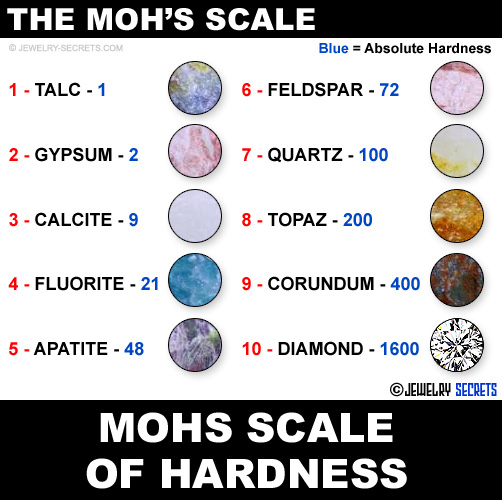 THE MOH'S SCALE
© JEWELRY-SECRETS.COM
Blue = Absolute Hardness
1 - TALC - 1
2 - GYPSUM - 2
3 - CALCITE - 9
4 - FLUORITE - 21
5 - APATITE - 48
6 - FELDSPAR - 72
7 - QUARTZ - 100
8 - TOPAZ - 200
9 - CORUNDUM - 400
10 - DIAMOND - 1600
© JEWELRY SECRETS
MOHS SCALE
OF HARDNESS